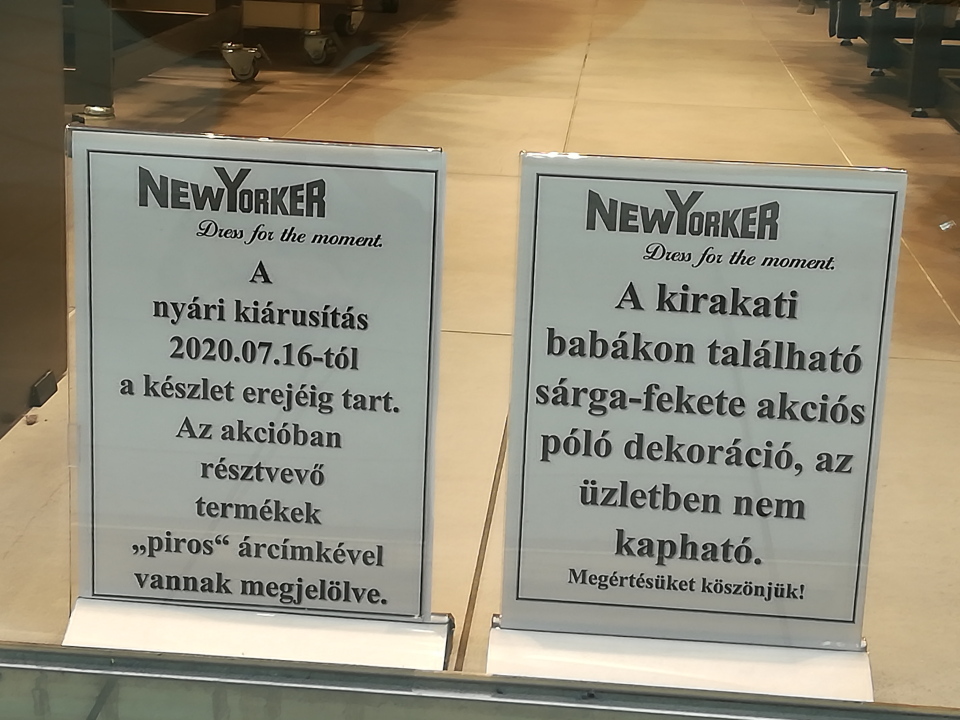 NEWYORKER
Dress for the moment.
A
nyári kiárusítás
2020.07.16-tól
a készlet erejéig tart.
Az akcióban
résztvevő
termékek
„piros“ árcímkével
vannak megjelölve.
NEWYORKER
Dress for the moment.
A kirakati
babákon található
sárga-fekete akciós
póló dekoráció, az
üzletben nem
kapható.
Megértésüket köszönjük!